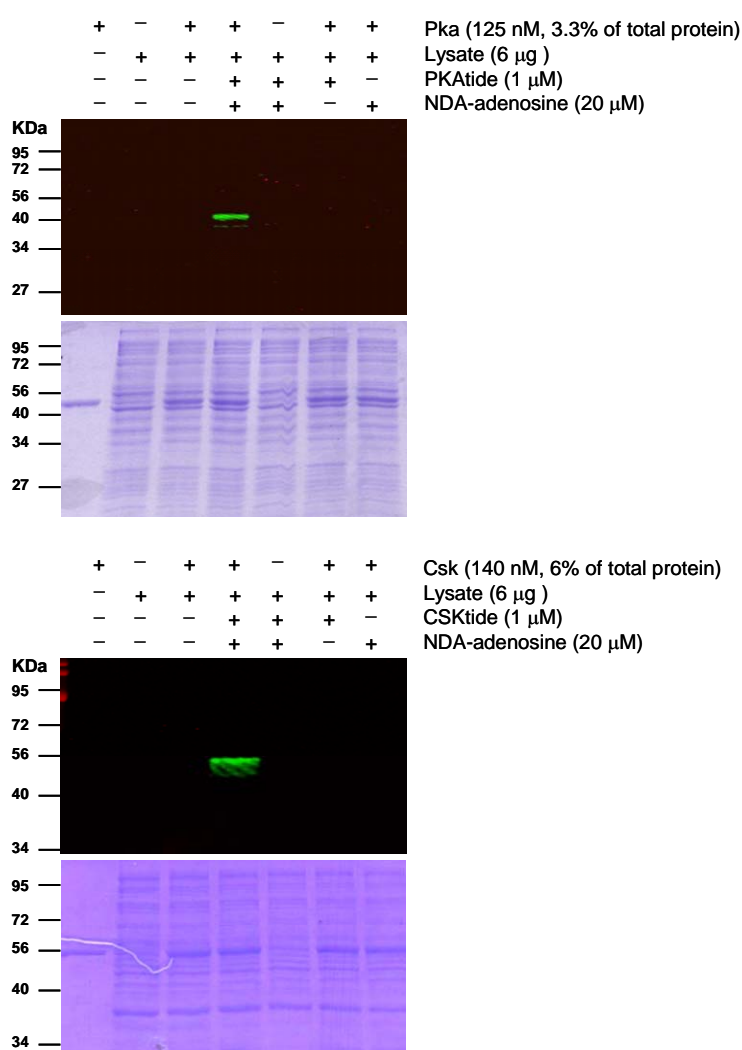 + − + + − + + Pka (125 nM, 3.3% of total protein)
− + + + + + + Lysate (6 μg )
− − − + + + − PKAtide (1 μM)
− − − + + − + NDA-adenosine (20 μM)
KDa
95
72
56
40
34
27
95
72
56
40
34
27
+ − + + − + + Csk (140 nM, 6% of total protein)
− + + + + + + Lysate (6 μg )
− − − + + + − CSKtide (1 μM)
− − − + + − + NDA-adenosine (20 μM)
KDa
95
72
56
40
34
95
72
56
40
34